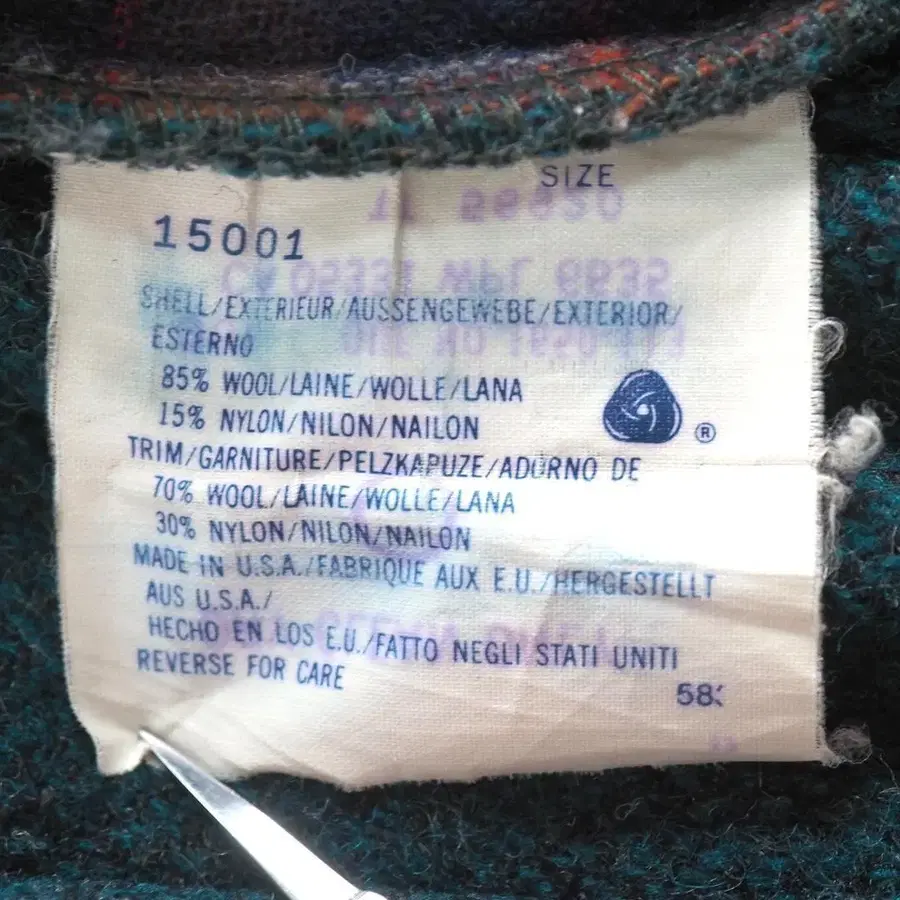 SIZE
15001
SHELL/EXTERIEUR/AUSSENGEWEBE/EXTERIOR/
ESTERNO
85% WOOL/LAINE/WOLLE/LANA
15% NYLON/NILON/NAILON
®
TRIM/GARNITURE/PELZKAPUZE/ADORNO DE
70% WOOL/LAINE/WOLLE/LANA
30% NYLON/NILON/NAILON
MADE IN U.S.A./FABRIQUE AUX E.U./HERGESTELLT
AUS U.S.A./
HECHO EN LOS E.U./FATTO NEGLI STATI UNITI
REVERSE FOR CARE